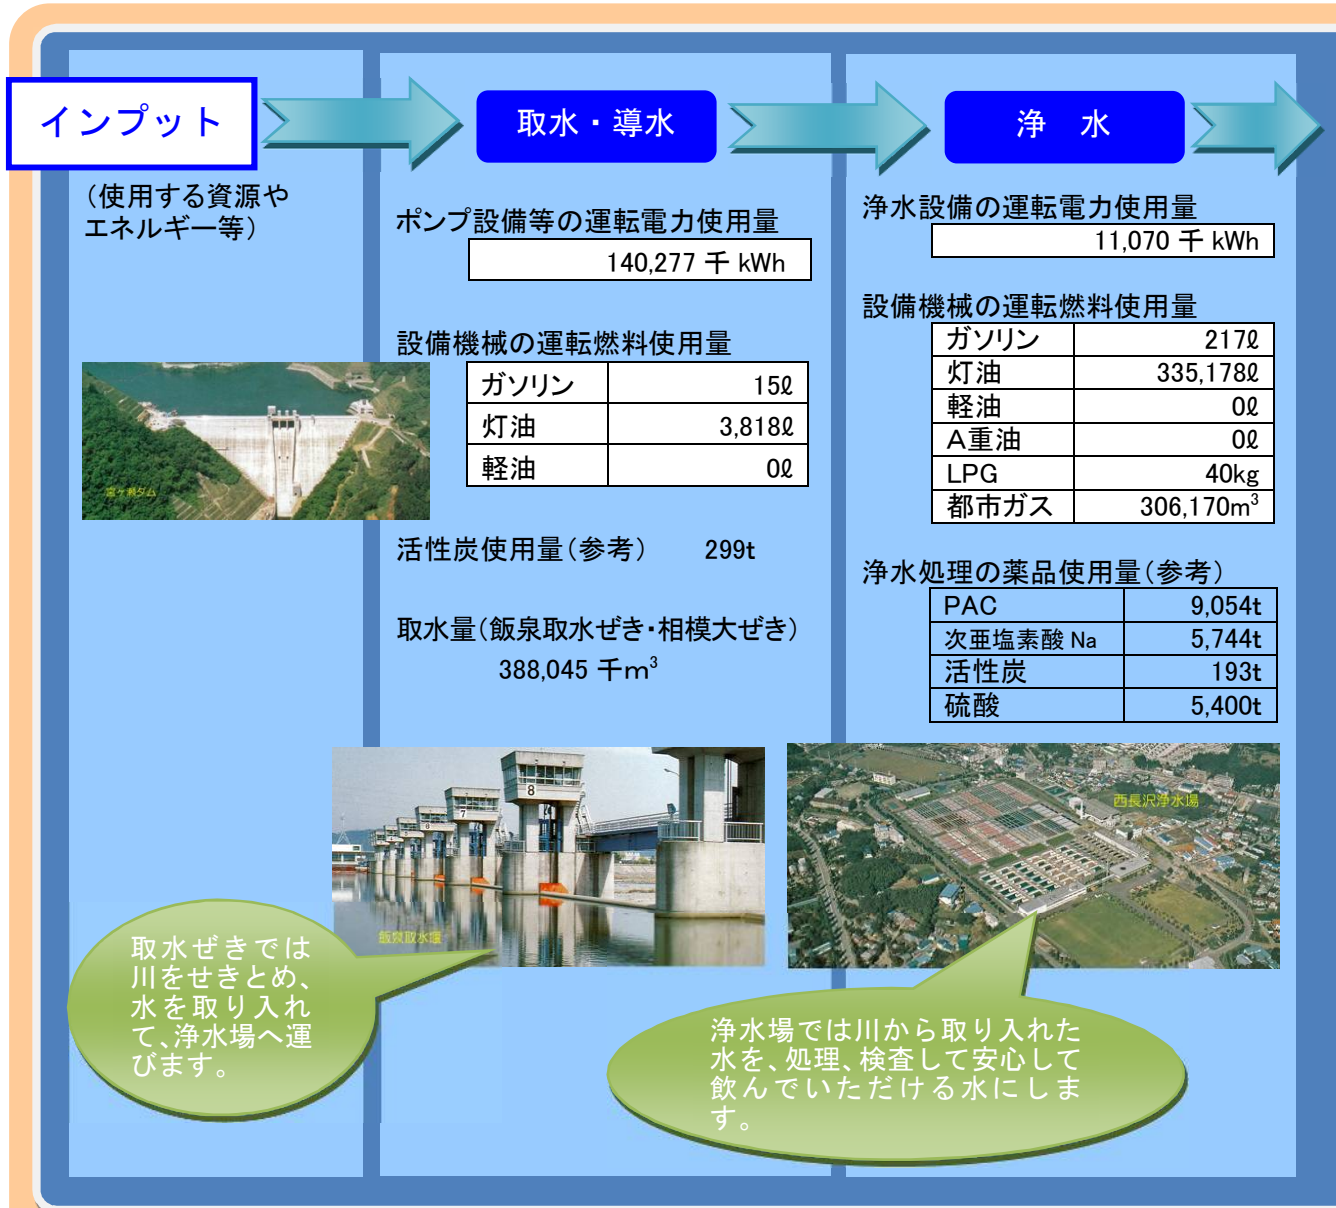 インプット
（使用する資源や
エネルギー等）
宮ヶ瀬ダム
取水・導水
ポンプ設備等の運転電力使用量
140,277 千 kWh
設備機械の運転燃料使用量
ガソリン 15ℓ
灯油 3,818ℓ
軽油 0ℓ
活性炭使用量（参考） 299t
取水量（飯泉取水ぜき・相模大ぜき）
388,045 千m³
8
7
6
飯泉取水堰
取水ぜきでは
川をせきとめ、
水を取り入れ
て、浄水場へ運
びます。
浄 水
浄水設備の運転電力使用量
11,070 千 kWh
設備機械の運転燃料使用量
ガソリン 217ℓ
灯油 335,178ℓ
軽油 0ℓ
A重油 0ℓ
LPG 40kg
都市ガス 306,170m³
浄水処理の薬品使用量（参考）
PAC 9,054t
次亜塩素酸 Na 5,744t
活性炭 193t
硫酸 5,400t
西長沢浄水場
浄水場では川から取り入れた
水を、処理、検査して安心して
飲んでいただける水にしま
す。